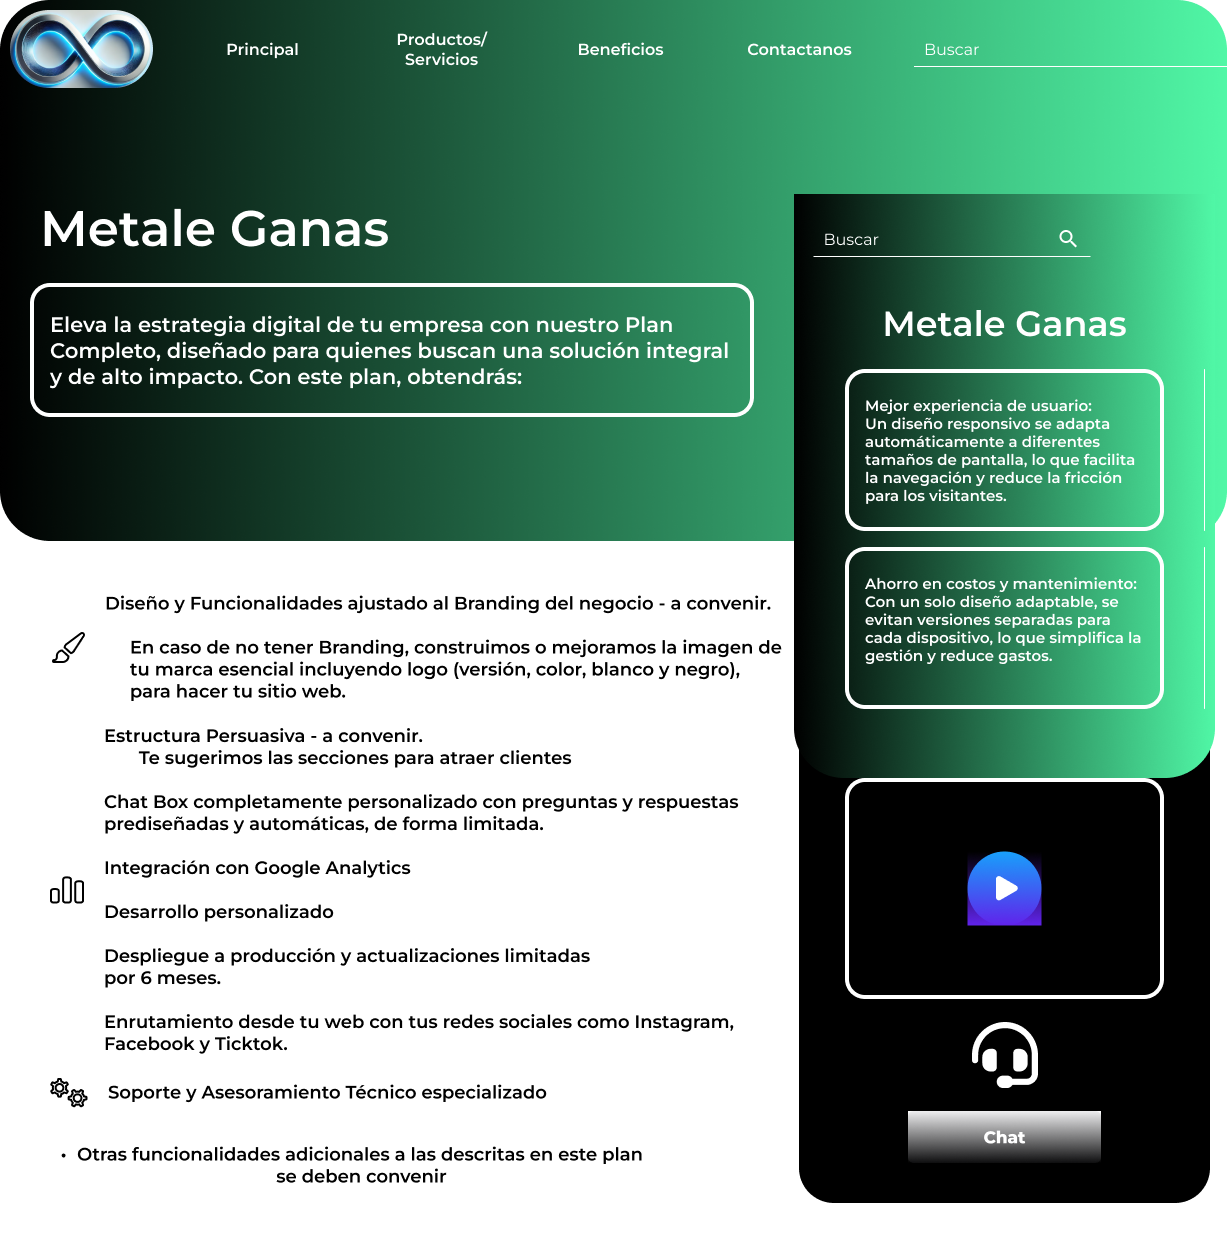 Principal
Productos/
Servicios
Beneficios
Contactanos
Buscar
Metale Ganas
Eleva la estrategia digital de tu empresa con nuestro Plan
Completo, diseñado para quienes buscan una solución integral
y de alto impacto. Con este plan, obtendrás:
Diseño y Funcionalidades ajustado al Branding del negocio - a convenir.
En caso de no tener Branding, construimos o mejoramos la imagen de
tu marca esencial incluyendo logo (versión, color, blanco y negro),
para hacer tu sitio web.
Estructura Persuasiva - a convenir.
Te sugerimos las secciones para atraer clientes
Chat Box completamente personalizado con preguntas y respuestas
prediseñadas y automáticas, de forma limitada.
Integración con Google Analytics
Desarrollo personalizado
Despliegue a producción y actualizaciones limitadas
por 6 meses.
Enrutamiento desde tu web con tus redes sociales como Instagram,
Facebook y Ticktok.
Soporte y Asesoramiento Técnico especializado
• Otras funcionalidades adicionales a las descritas en este plan
se deben convenir
Buscar
Metale Ganas
Mejor experiencia de usuario:
Un diseño responsivo se adapta
automáticamente a diferentes
tamaños de pantalla, lo que facilita
la navegación y reduce la fricción
para los visitantes.
Ahorro en costos y mantenimiento:
Con un solo diseño adaptable, se
evitan versiones separadas para
cada dispositivo, lo que simplifica la
gestión y reduce gastos.
Chat